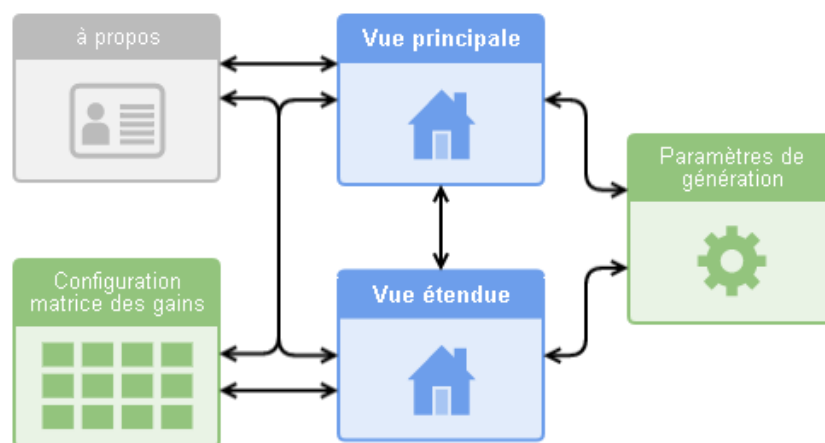 à propos
Vue principale
Paramètres de
génération
Configuration
matrice des gains
Vue étendue